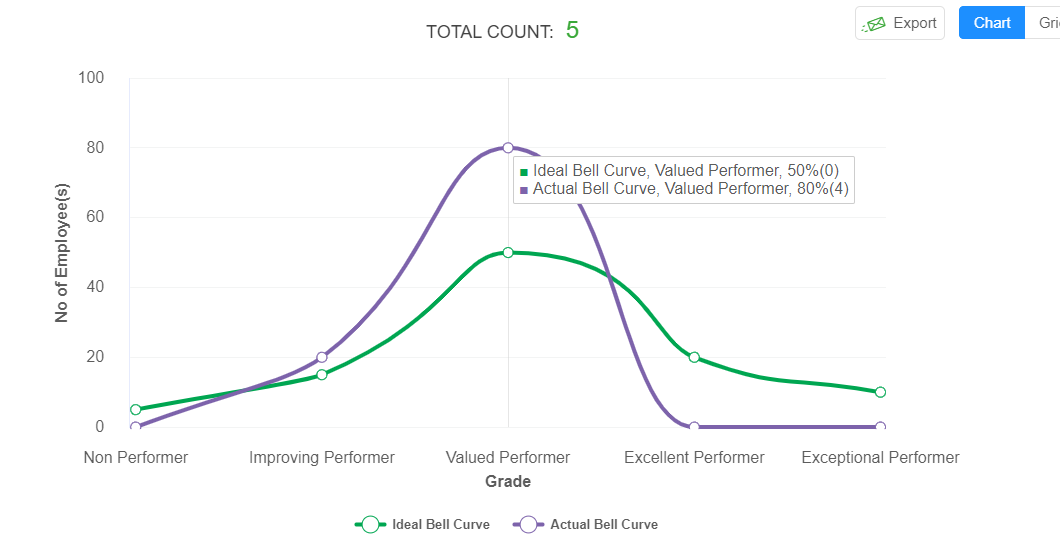 TOTAL COUNT: 5
Export
Chart
Gri
100
80
60
40
20
0
No of Employee(s)
Ideal Bell Curve, Valued Performer, 50%(0)
Actual Bell Curve, Valued Performer, 80%(4)
Non Performer
Improving Performer
Valued Performer
Excellent Performer
Exceptional Performer
Grade
Ideal Bell Curve
Actual Bell Curve